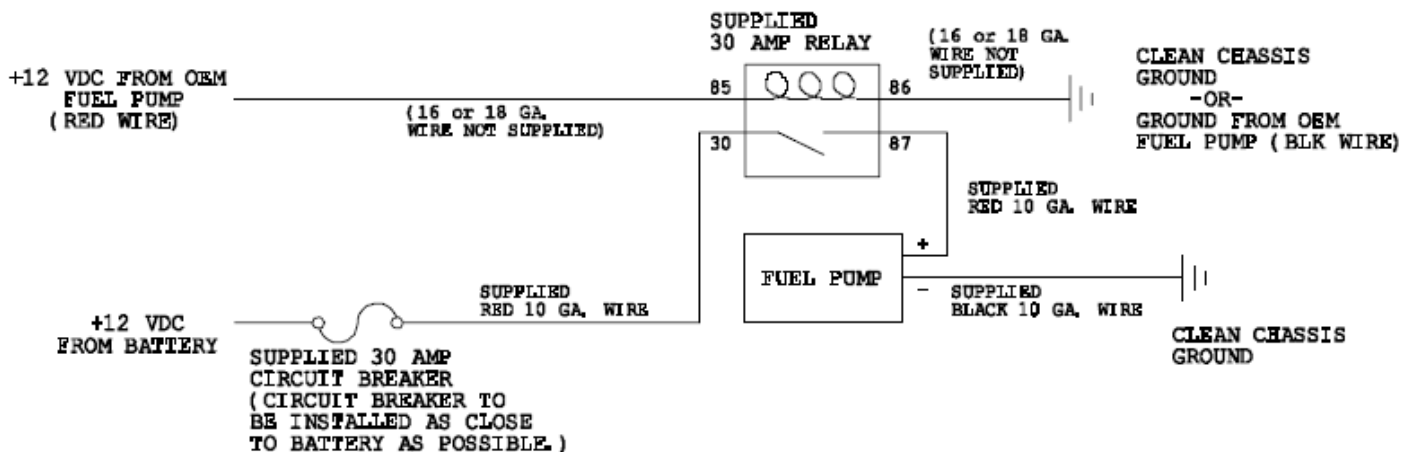 SUPPLIED
30 AMP RELAY
(16 or 18 GA.
WIRE NOT
SUPPLIED)
CLEAN CHASSIS
GROUND
-OR-
GROUND FROM OEM
FUEL PUMP (BLK WIRE)
+12 VDC FROM OEM
FUEL PUMP
(RED WIRE)
85
86
(16 or 18 GA.
WIRE NOT SUPPLIED)
30
87
SUPPLIED
RED 10 GA. WIRE
+
FUEL PUMP
-
SUPPLIED
BLACK 10 GA. WIRE
CLEAN CHASSIS
GROUND
SUPPLIED
RED 10 GA. WIRE
+12 VDC
FROM BATTERY
SUPPLIED 30 AMP
CIRCUIT BREAKER
(CIRCUIT BREAKER TO
BE INSTALLED AS CLOSE
TO BATTERY AS POSSIBLE.)